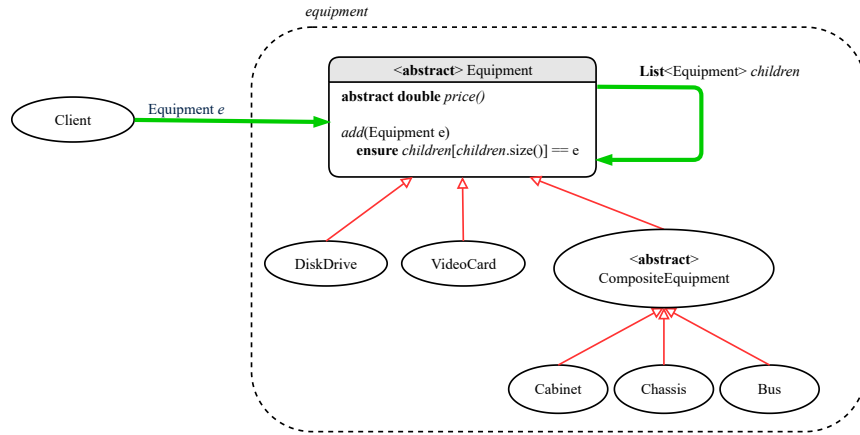 equipment
<abstract> Equipment
abstract double price()
List<Equipment> children
Equipment e
Client
add(Equipment e)
ensure children[children.size()] == e
DiskDrive
VideoCard
<abstract>
CompositeEquipment
Cabinet
Chassis
Bus